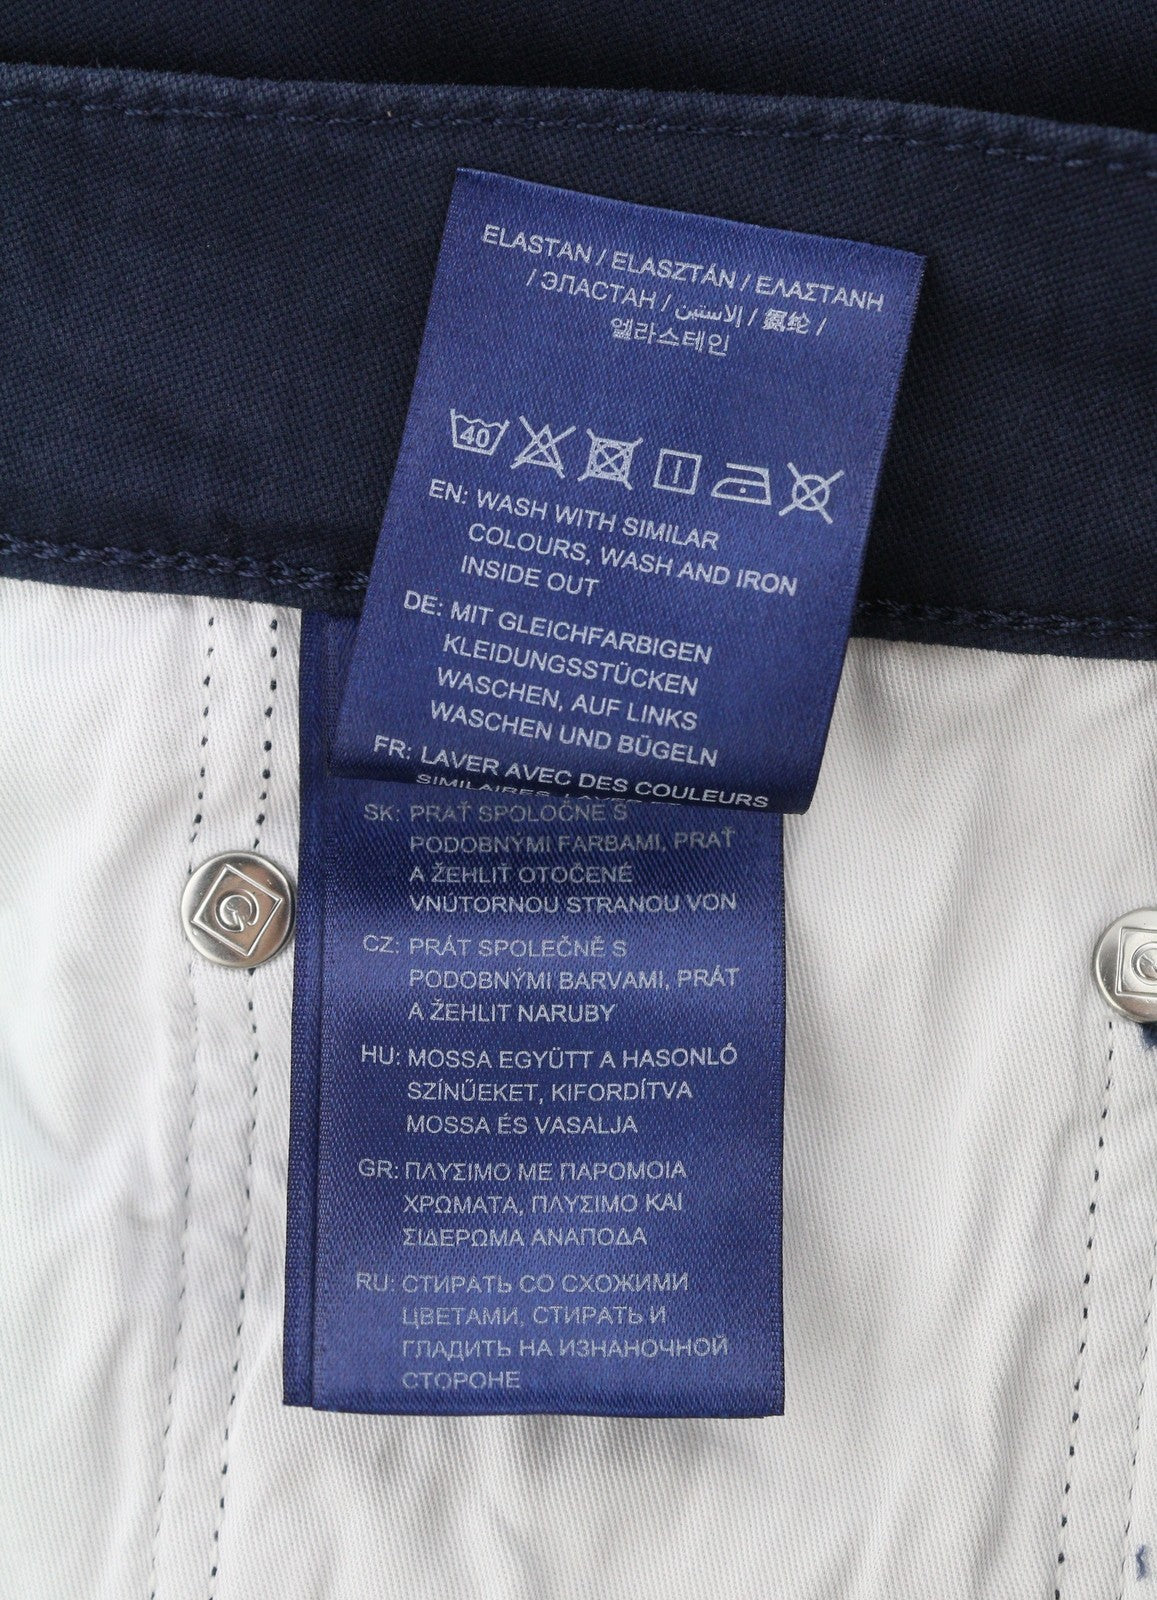 ELASTAN / ELASZTÁN / ΕΛΑΣΤΑΝΗ
/ ЭЛАСТАН / إلاستين / 氨纶 /
엘라스테인
40
EN: WASH WITH SIMILAR
COLOURS, WASH AND IRON
INSIDE OUT
DE: MIT GLEICHFARBIGEN
KLEIDUNGSSTÜCKEN
WASCHEN, AUF LINKS
WASCHEN UND BÜGELN
FR: LAVER AVEC DES COULEURS
SIMILAIRES, LAVER
SK: PRAŤ SPOLOČNE S
PODOBNÝMI FARBAMI, PRAŤ
A ŽEHLIŤ OTOČENÉ
VNÚTORNOU STRANOU VON
CZ: PRÁT SPOLEČNĚ S
PODOBNÝMI BARVAMI, PRÁT
A ŽEHLIT NARUBY
HU: MOSSA EGYÜTT A HASONLÓ
SZÍNŰEKET, KIFORDÍTVA
MOSSA ÉS VASALJA
GR: ΠΛΥΣΙΜΟ ΜΕ ΠΑΡΟΜΟΙΑ
ΧΡΩΜΑΤΑ, ΠΛΥΣΙΜΟ ΚΑΙ
ΣΙΔΕΡΩΜΑ ΑΝΑΠΟΔΑ
RU: СТИРАТЬ СО СХОЖИМИ
ЦВЕТАМИ, СТИРАТЬ И
ГЛАДИТЬ НА ИЗНАНОЧНОЙ
СТОРОНЕ